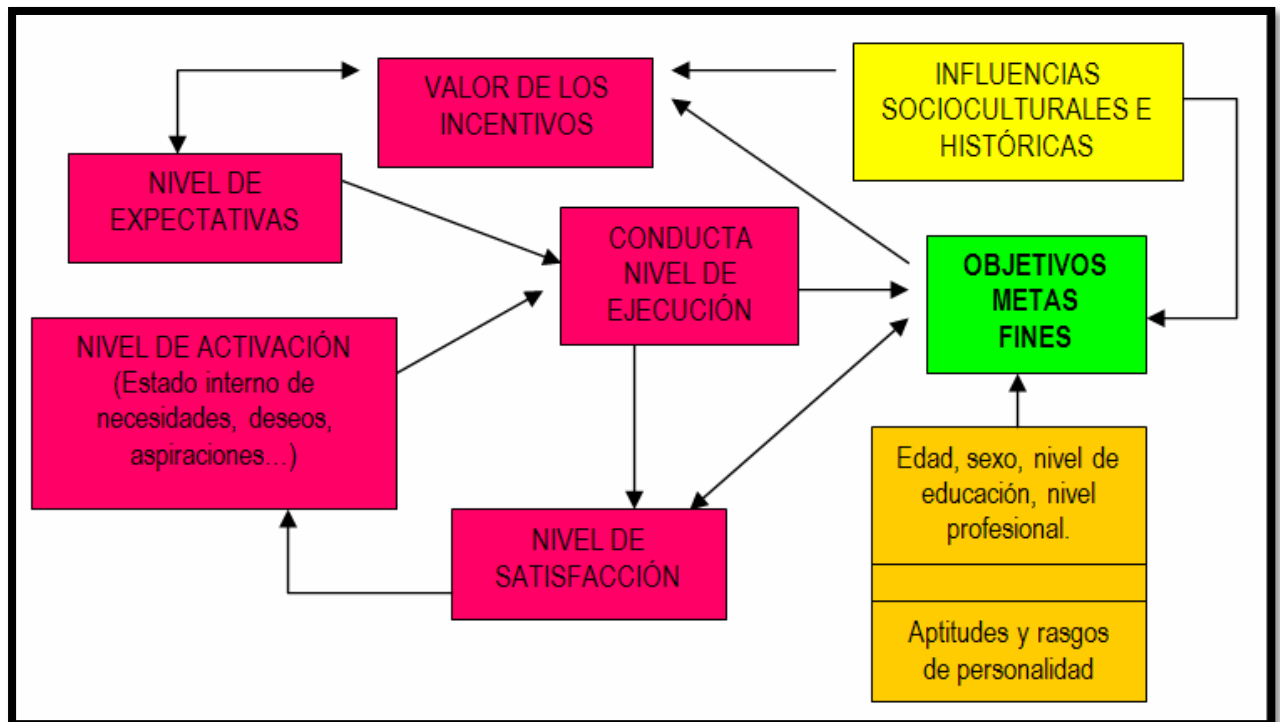 VALOR DE LOS
INCENTIVOS
INFLUENCIAS
SOCIOCULTURALES E
HISTÓRICAS
NIVEL DE
EXPECTATIVAS
CONDUCTA
NIVEL DE
EJECUCIÓN
OBJETIVOS
METAS
FINES
NIVEL DE ACTIVACIÓN
(Estado interno de
necesidades, deseos,
aspiraciones…)
Edad, sexo, nivel de
educación, nivel
profesional.
NIVEL DE
SATISFACCIÓN
Aptitudes y rasgos
de personalidad